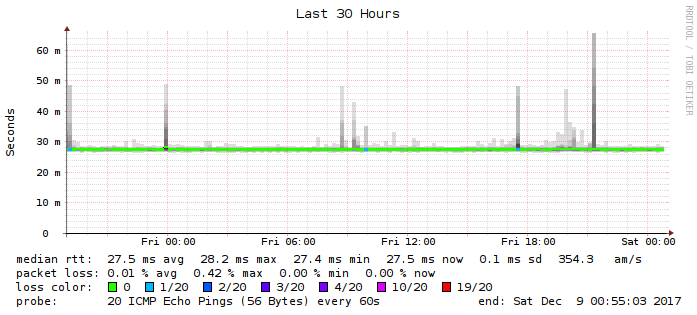 Last 30 Hours
RRDTOOL / TOBI OETIKER
Seconds
60 m
50 m
40 m
30 m
20 m
10 m
0
Fri 00:00 Fri 06:00 Fri 12:00 Fri 18:00 Sat 00:00
median rtt: 27.5 ms avg 28.2 ms max 27.4 ms min 27.5 ms now 0.1 ms sd 354.3 am/s
packet loss: 0.01 % avg 0.42 % max 0.00 % min 0.00 % now
loss color: 0 1/20 2/20 3/20 4/20 10/20 19/20
probe: 20 ICMP Echo Pings (56 Bytes) every 60s end: Sat Dec 9 00:55:03 2017